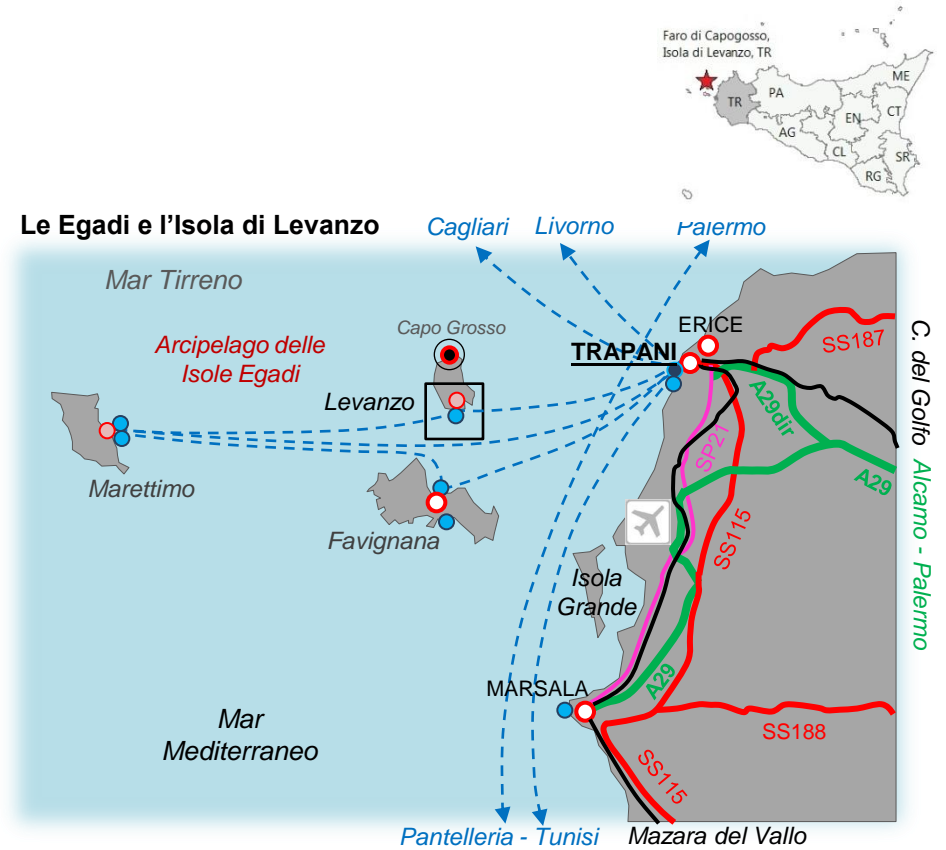 Faro di Capogosso,
Isola di Levanzo, TR
ME
PA
TR
CT
EN
AG
CL
SR
RG
Le Egadi e l'Isola di Levanzo
Cagliari
Livorno
Palermo
Mar Tirreno
Capo Grosso
ERICE
SS187
Arcipelago delle
Isole Egadi
TRAPANI
Levanzo
A29dir
C. del Golfo
SP21
Marettimo
A29
Alcamo - Palermo
Favignana
SS115
Isola
Grande
MARSALA
A29
Mar
Mediterraneo
SS188
SS115
Pantelleria - Tunisi
Mazara del Vallo